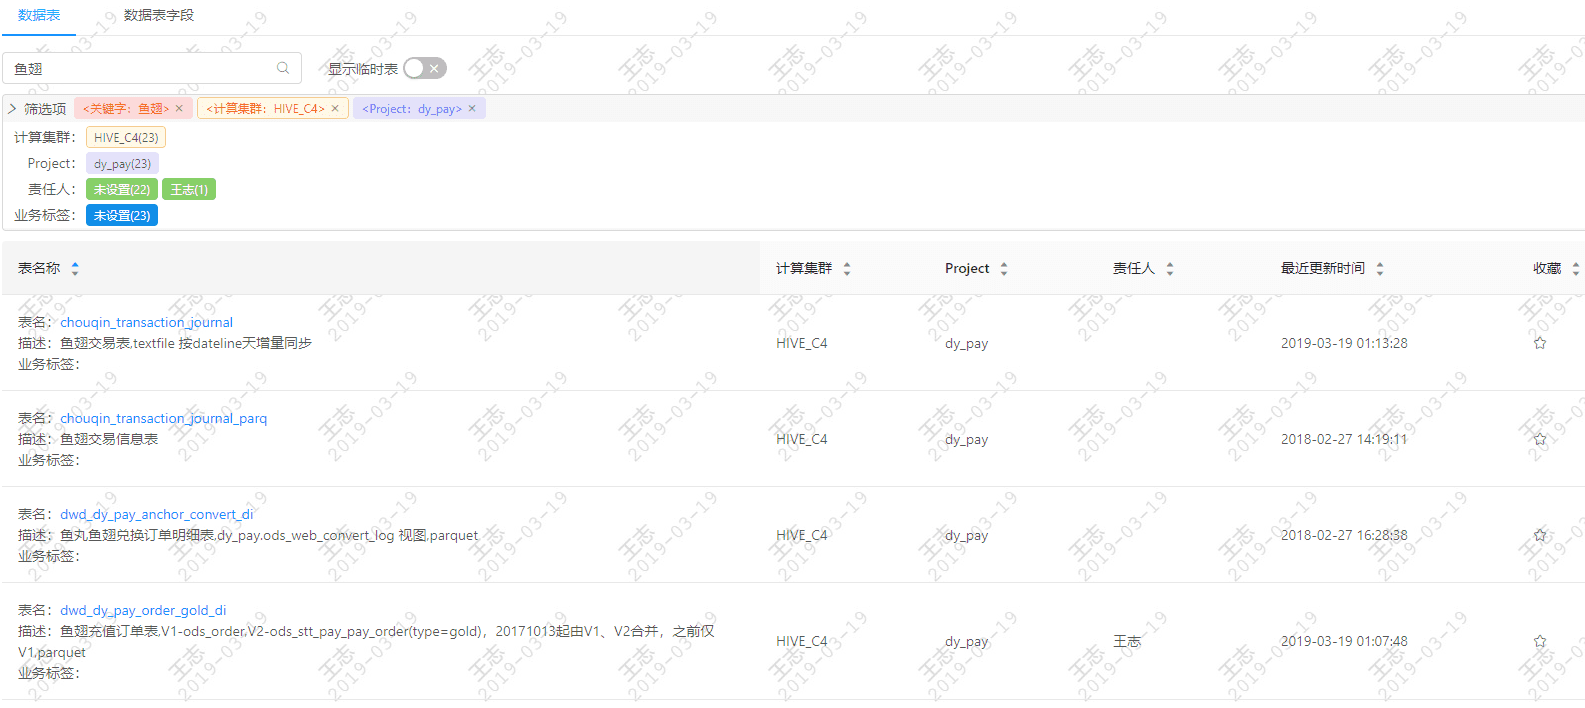 数据表 数据表字段
鱼翅 显示临时表
筛选项 <关键字：鱼翅> × <计算集群：HIVE_C4> × <Project：dy_pay> ×
计算集群： HIVE_C4(23)
Project： dy_pay(23)
责任人： 未设置(22) 王志(1)
业务标签： 未设置(23)
表名称 计算集群 Project 责任人 最近更新时间 收藏
表名：chouqin_transaction_journal
描述：鱼翅交易表,textfile 按dateline天增量同步 HIVE_C4 dy_pay 2019-03-19 01:13:28
业务标签：
表名：chouqin_transaction_journal_parq
描述：鱼翅交易信息表 HIVE_C4 dy_pay 2018-02-27 14:19:11
业务标签：
表名：dwd_dy_pay_anchor_convert_di
描述：鱼丸鱼翅兑换订单明细表,dy_pay.ods_web_convert_log 视图,parquet HIVE_C4 dy_pay 2018-02-27 16:28:38
业务标签：
表名：dwd_dy_pay_order_gold_di
描述：鱼翅充值订单表,V1-ods_order,V2-ods_stt_pay_pay_order(type=gold)，20171013起由V1、V2合并，之前仅
V1,parquet HIVE_C4 dy_pay 王志 2019-03-19 01:07:48
业务标签：
王志
2019-03-19